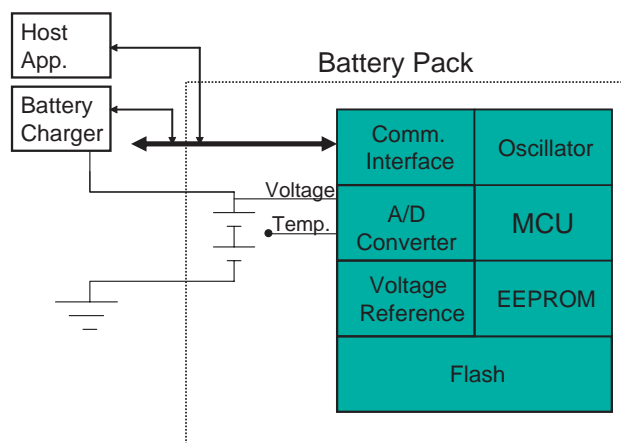 Host
App.
Battery Pack
Battery
Charger
Comm.
Interface
Oscillator
Voltage
A/D
Converter
MCU
Temp.
Voltage
Reference
EEPROM
Flash